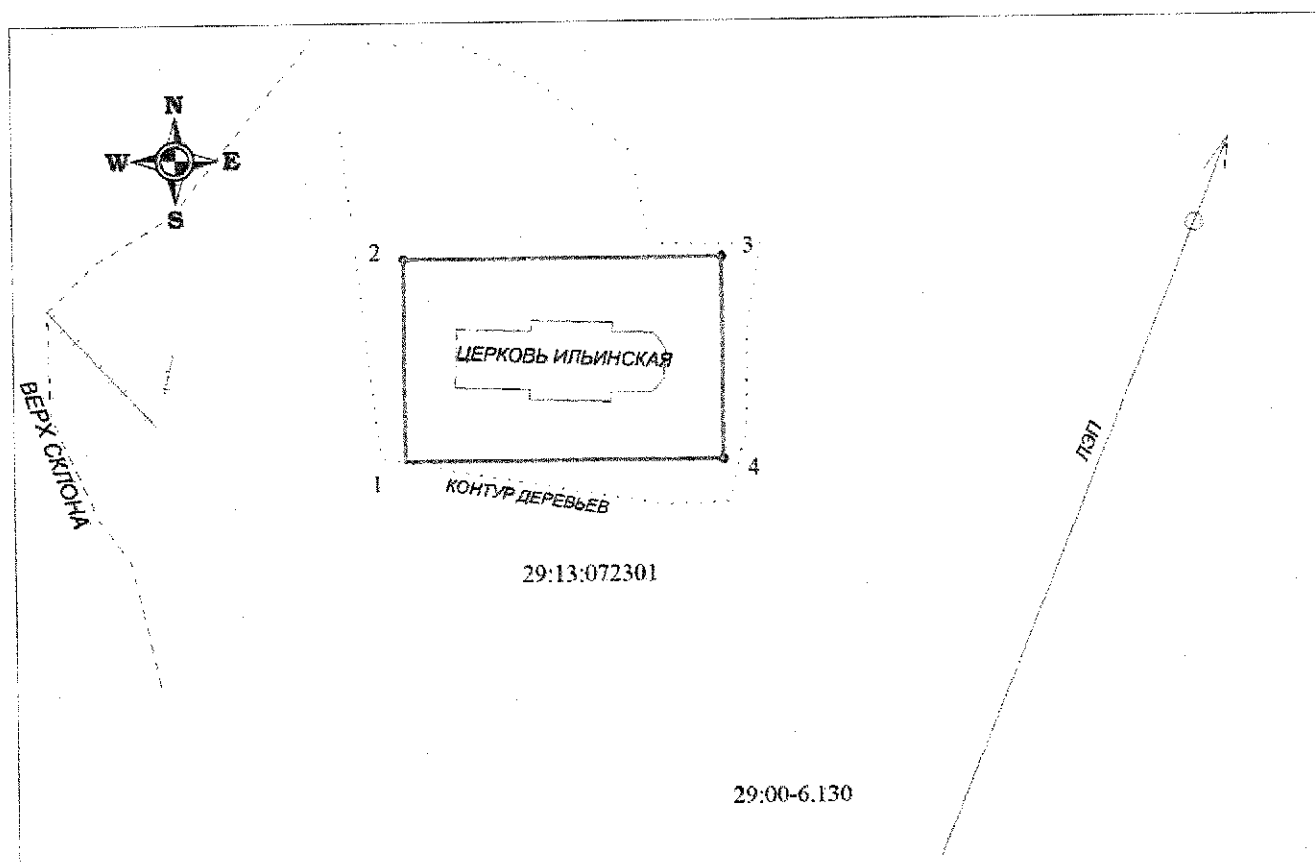 N
W E
S
2
3
ЦЕРКОВЬ ИЛЬИНСКАЯ
ВЕРХ СКЛОНА
ЛЭП
1
4
КОНТУР ДЕРЕВЬЕВ
29:13:072301
29:00-6.130